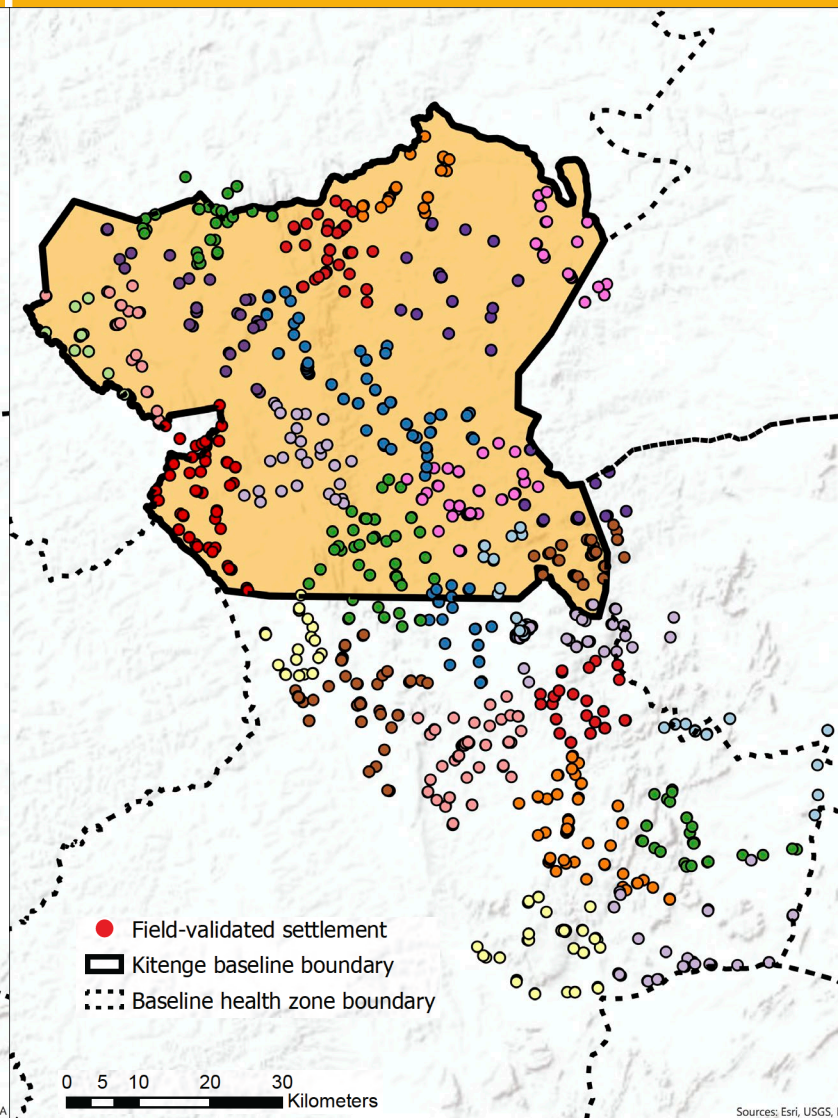 Field-validated settlement
Kitenge baseline boundary
Baseline health zone boundary
0 5 10 20 30
Kilometers
A
Sources: Esri, USGS,